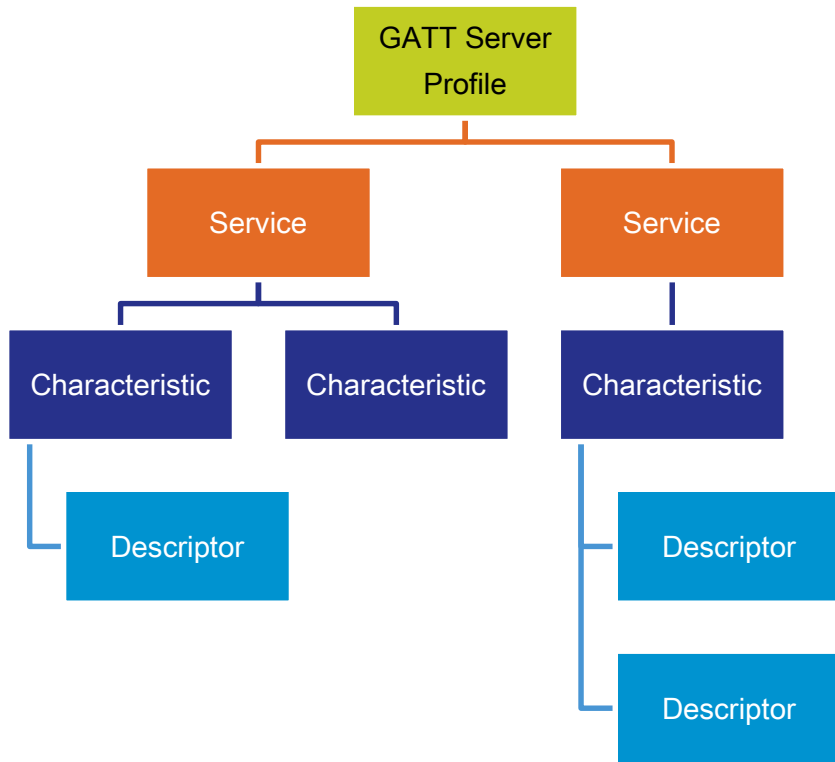 GATT Server
Profile
Service
Service
Characteristic
Characteristic
Characteristic
Descriptor
Descriptor
Descriptor